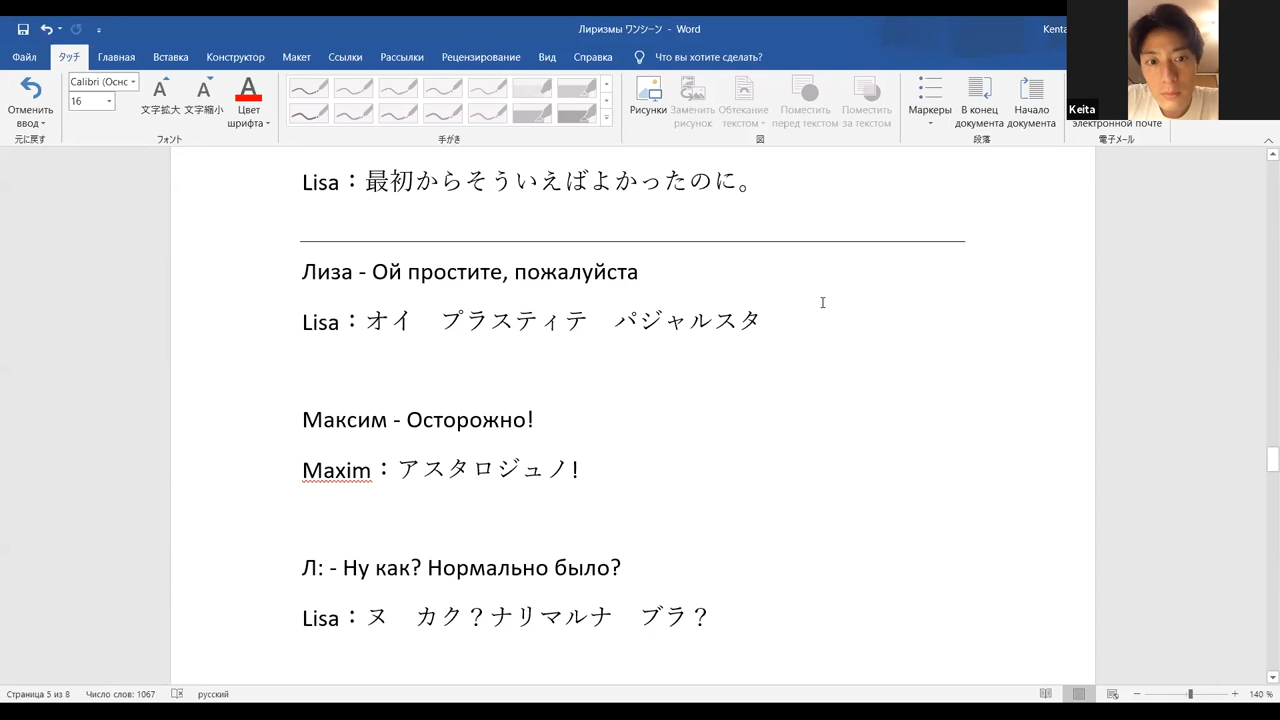 Лиризмы ワンシーン - Word
Kenta
Файл タッチ Главная Вставка Конструктор Макет Ссылки Рассылки Рецензирование Вид Справка Что вы хотите сделать?
Отменить ввод
元に戻す
Calibri (Оснс
16
文字拡大 文字縮小 Цвет шрифта
フォント
手がき
Рисунки Заменить рисунок Обтекание текстом Поместить перед текстом Поместить за текстом
図
Маркеры В конец документа Начало документа
段落
электронной почте
電子メール
Keita
Lisa：最初からそういえばよかったのに。
Лиза - Ой простите, пожалуйста
Lisa：オイ　プラスティテ　パジャルスタ
Максим - Осторожно!
Maxim：アスタロジュノ!
Л: - Ну как? Нормально было?
Lisa：ヌ　カク？ナリマルナ　ブラ？
Страница 5 из 8 Число слов: 1067 русский 140 %